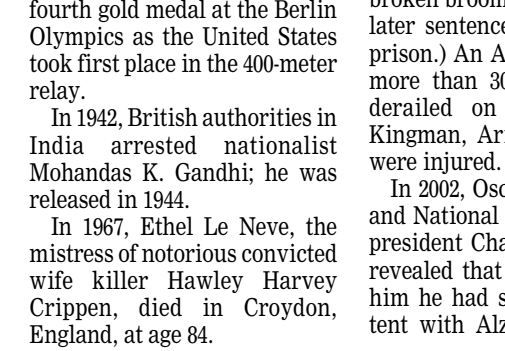 fourth gold medal at the Berlin
Olympics as the United States
took first place in the 400-meter
relay.
In 1942, British authorities in
India arrested nationalist
Mohandas K. Gandhi; he was
released in 1944.
In 1967, Ethel Le Neve, the
mistress of notorious convicted
wife killer Hawley Harvey
Crippen, died in Croydon,
England, at age 84.
broken broom
later sentence
prison.) An A
more than 30
derailed on
Kingman, Ari
were injured.
In 2002, Osc
and National
president Cha
revealed that
him he had s
tent with Alz